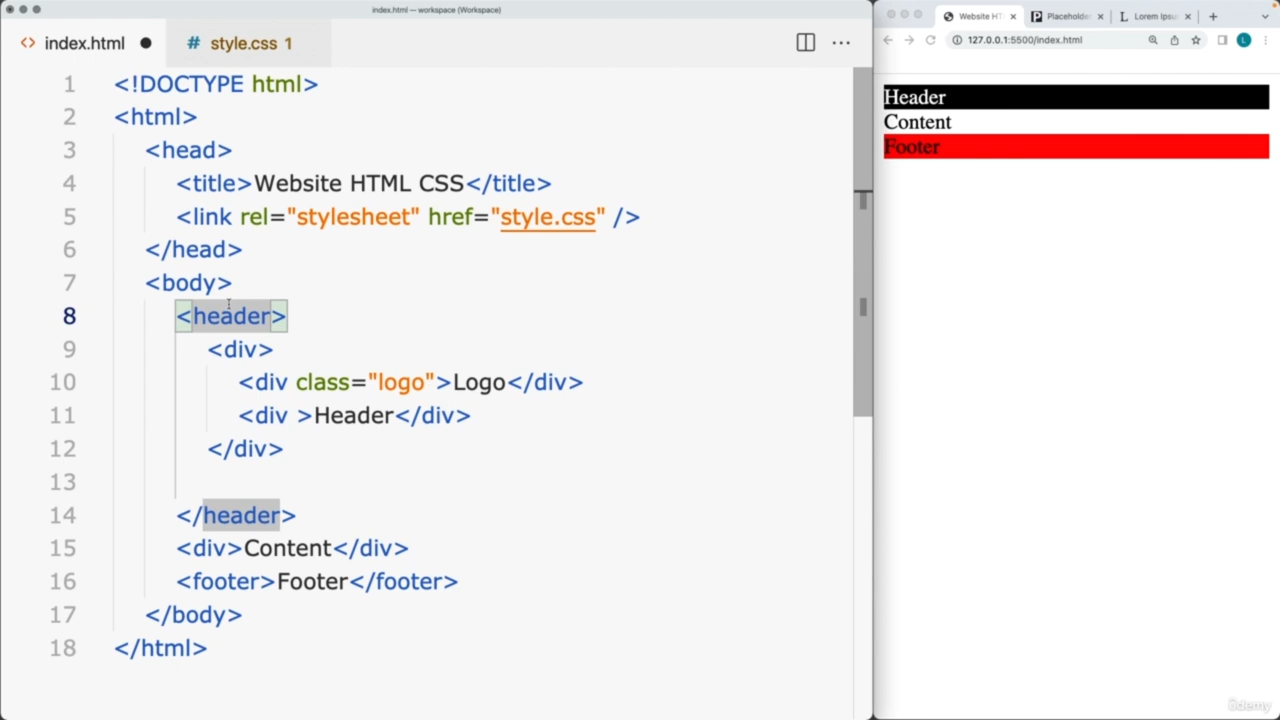 index.html — workspace (Workspace)
<> index.html ●
# style.css 1
1 <!DOCTYPE html>
2 <html>
3 <head>
4 <title>Website HTML CSS</title>
5 <link rel="stylesheet" href="style.css" />
6 </head>
7 <body>
8 <header>
9 <div>
10 <div class="logo">Logo</div>
11 <div >Header</div>
12 </div>
13
14 </header>
15 <div>Content</div>
16 <footer>Footer</footer>
17 </body>
18 </html>
Website HT
Placeholde
Lorem Ipsu
127.0.0.1:5500/index.html
L
Header
Content
Footer
ûdemy